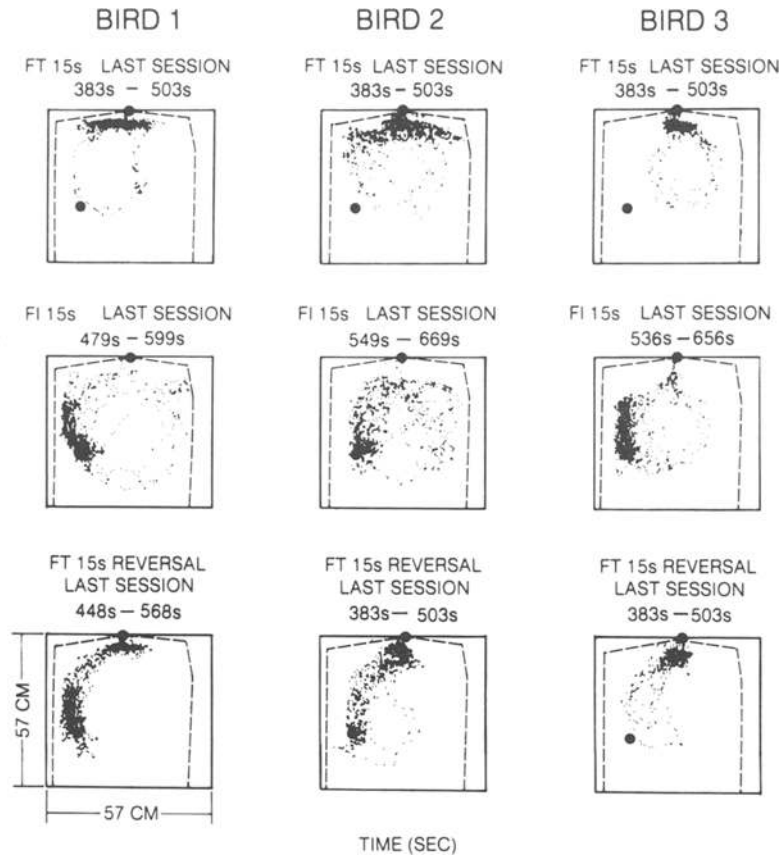 BIRD 1 BIRD 2 BIRD 3
FT 15s LAST SESSION FT 15s LAST SESSION FT 15s LAST SESSION
383s – 503s 383s – 503s 383s – 503s
FI 15s LAST SESSION FI 15s LAST SESSION FI 15s LAST SESSION
479s – 599s 549s – 669s 536s – 656s
FT 15s REVERSAL FT 15s REVERSAL FT 15s REVERSAL
LAST SESSION LAST SESSION LAST SESSION
448s – 568s 383s – 503s 383s – 503s
57 CM
57 CM
TIME (SEC)